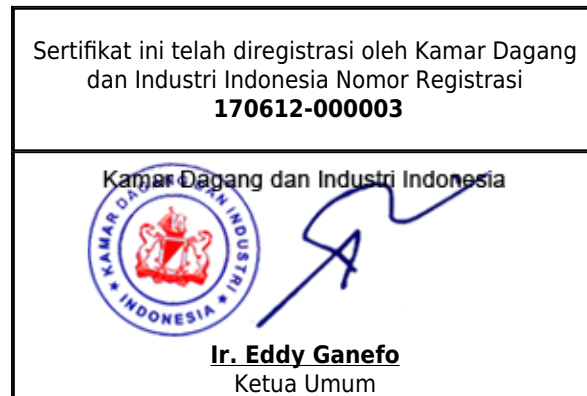 Sertifikat ini telah diregistrasi oleh Kamar Dagang
dan Industri Indonesia Nomor Registrasi
170612-000003
Kamar Dagang dan Industri Indonesia
KAMAR DAGANG DAN INDUSTRI
* INDONESIA *
Ir. Eddy Ganefo
Ketua Umum